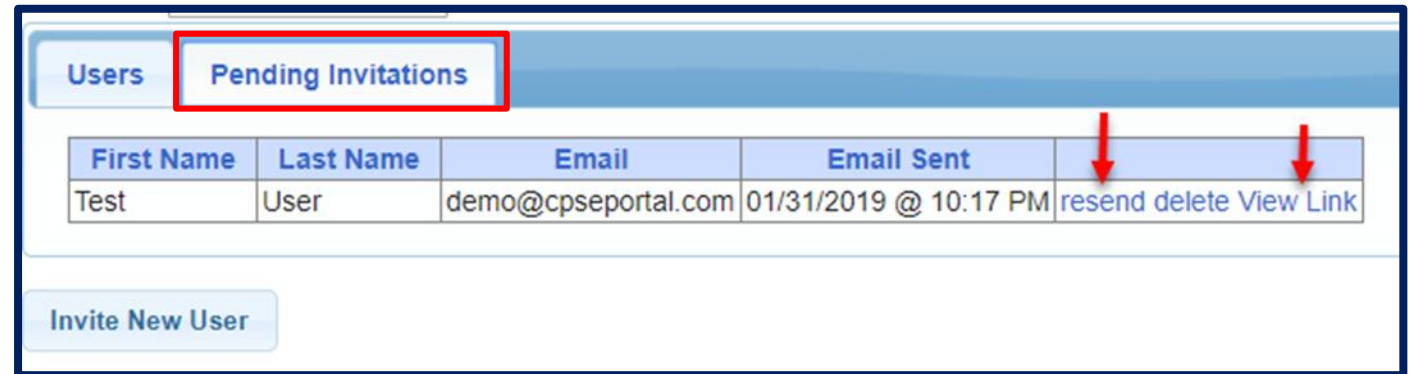 Users Pending Invitations
First Name Last Name Email Email Sent
Test User demo@cpseportal.com 01/31/2019 @ 10:17 PM resend delete View Link
Invite New User